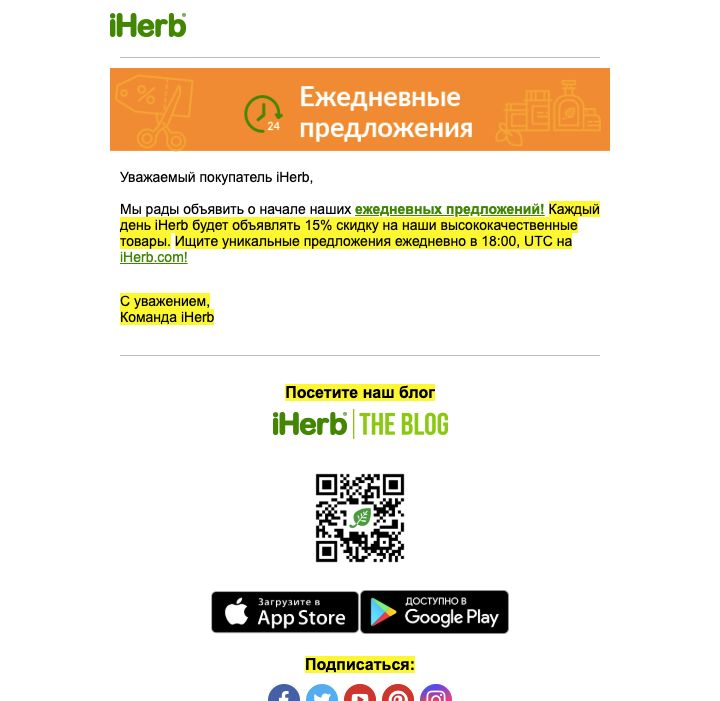 iHerb
24
Ежедневные
предложения
Уважаемый покупатель iHerb,
Мы рады объявить о начале наших ежедневных предложений! Каждый
день iHerb будет объявлять 15% скидку на наши высококачественные
товары. Ищите уникальные предложения ежедневно в 18:00, UTC на
iHerb.com!
С уважением,
Команда iHerb
Посетите наш блог
iHerb THE BLOG
Загрузите в
App Store
ДОСТУПНО В
Google Play
Подписаться: